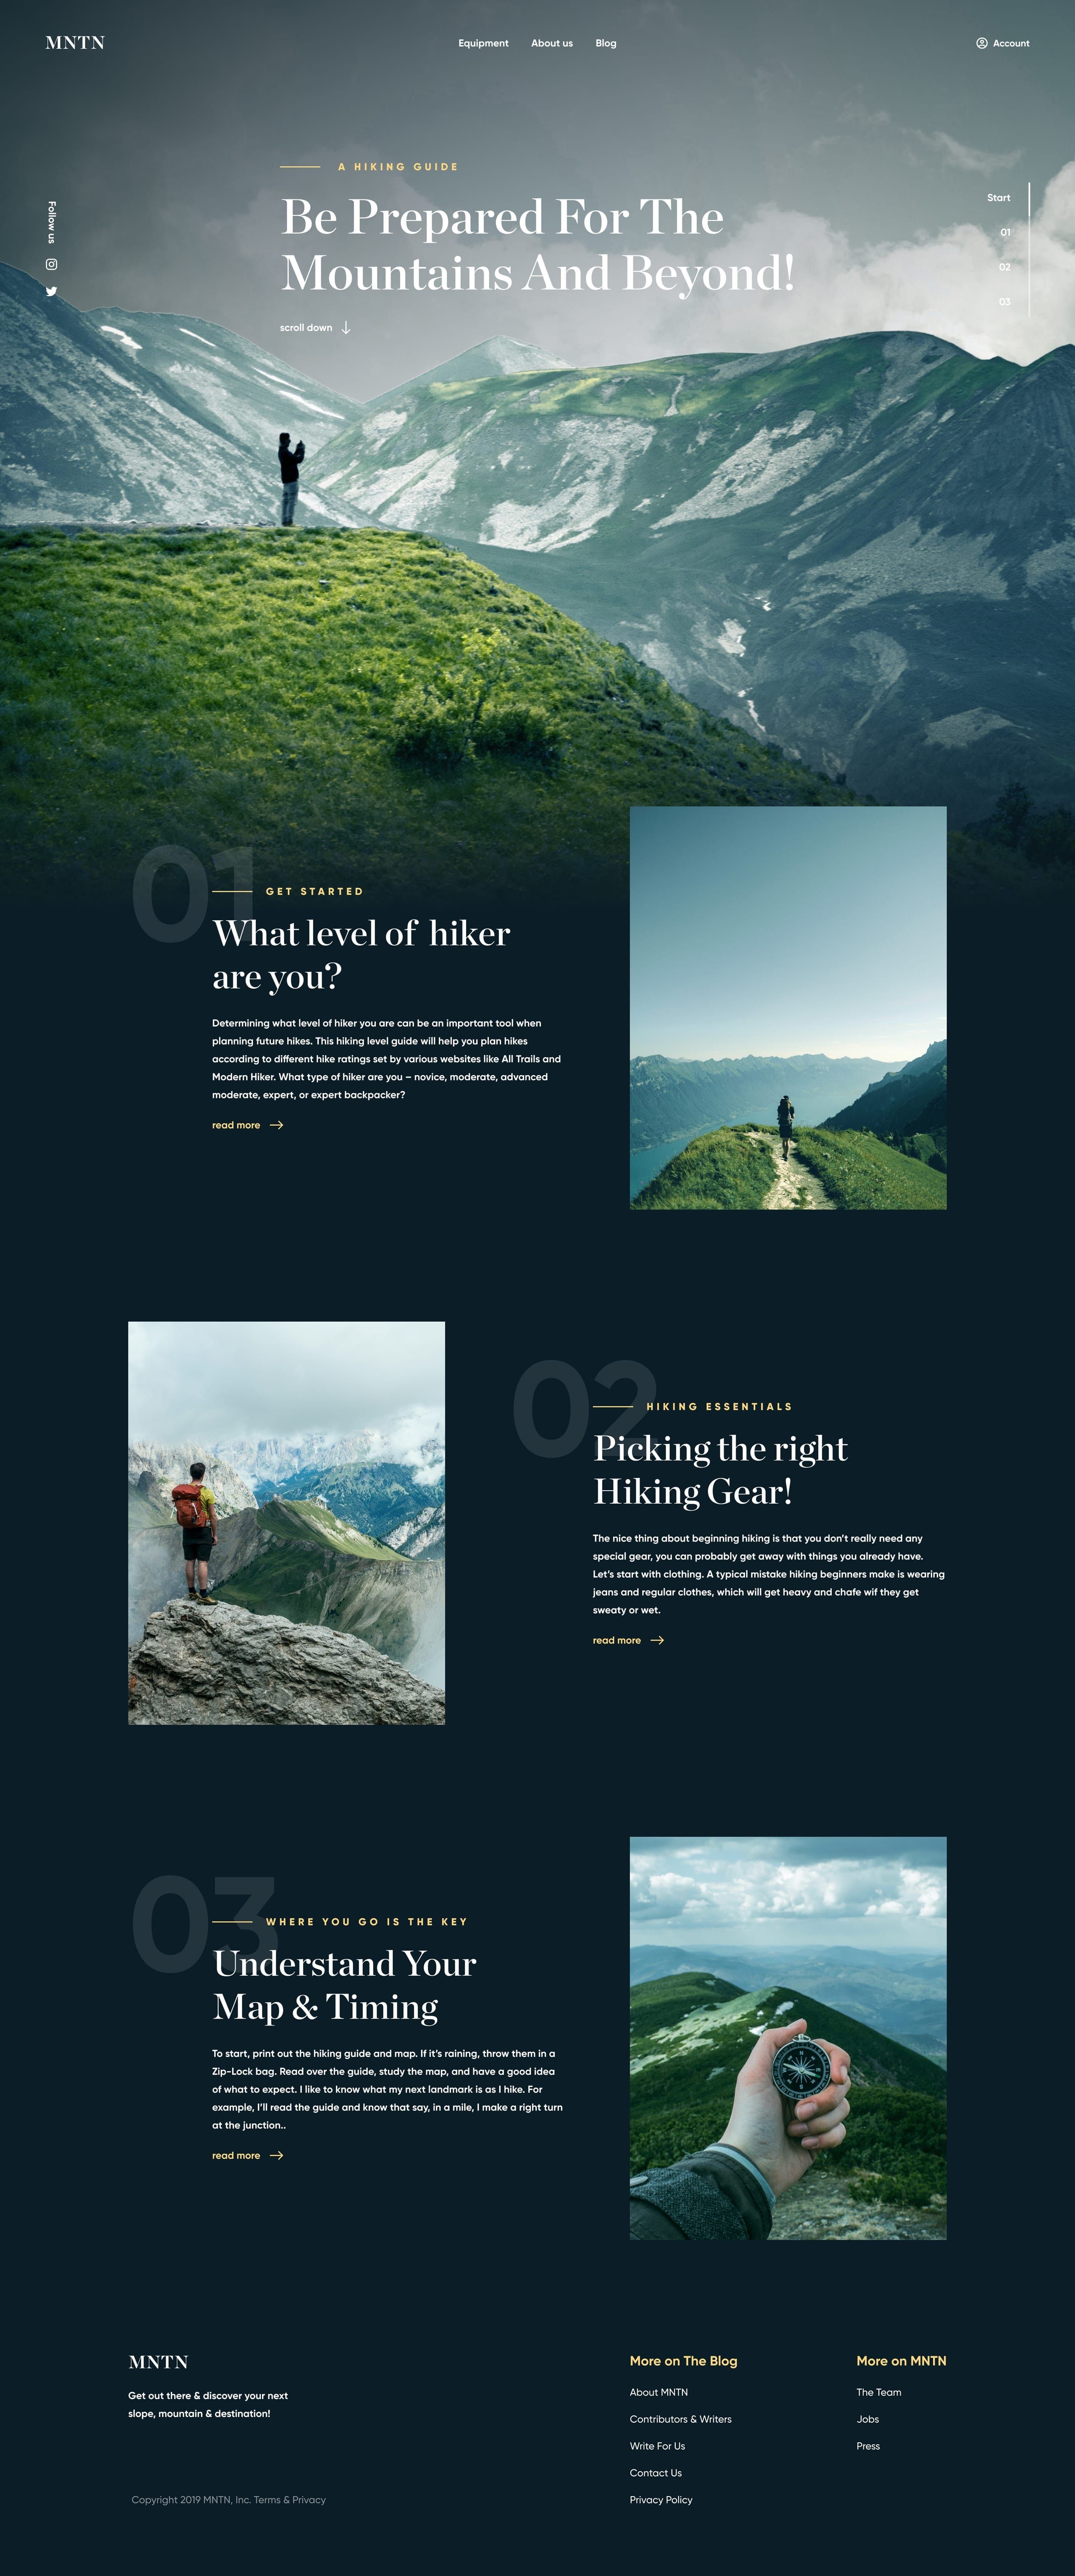 MNTN
Equipment About us Blog
Account
A HIKING GUIDE
Be Prepared For The
Mountains And Beyond!
scroll down
Follow us
Start
01
02
03
01
GET STARTED
What level of hiker
are you?
Determining what level of hiker you are can be an important tool when
planning future hikes. This hiking level guide will help you plan hikes
according to different hike ratings set by various websites like All Trails and
Modern Hiker. What type of hiker are you – novice, moderate, advanced
moderate, expert, or expert backpacker?
read more
02
HIKING ESSENTIALS
Picking the right
Hiking Gear!
The nice thing about beginning hiking is that you don't really need any
special gear, you can probably get away with things you already have.
Let's start with clothing. A typical mistake hiking beginners make is wearing
jeans and regular clothes, which will get heavy and chafe wif they get
sweaty or wet.
read more
03
WHERE YOU GO IS THE KEY
Understand Your
Map & Timing
To start, print out the hiking guide and map. If it's raining, throw them in a
Zip-Lock bag. Read over the guide, study the map, and have a good idea
of what to expect. I like to know what my next landmark is as I hike. For
example, I'll read the guide and know that say, in a mile, I make a right turn
at the junction..
read more
MNTN
Get out there & discover your next
slope, mountain & destination!
Copyright 2019 MNTN, Inc. Terms & Privacy
More on The Blog
About MNTN
Contributors & Writers
Write For Us
Contact Us
Privacy Policy
More on MNTN
The Team
Jobs
Press